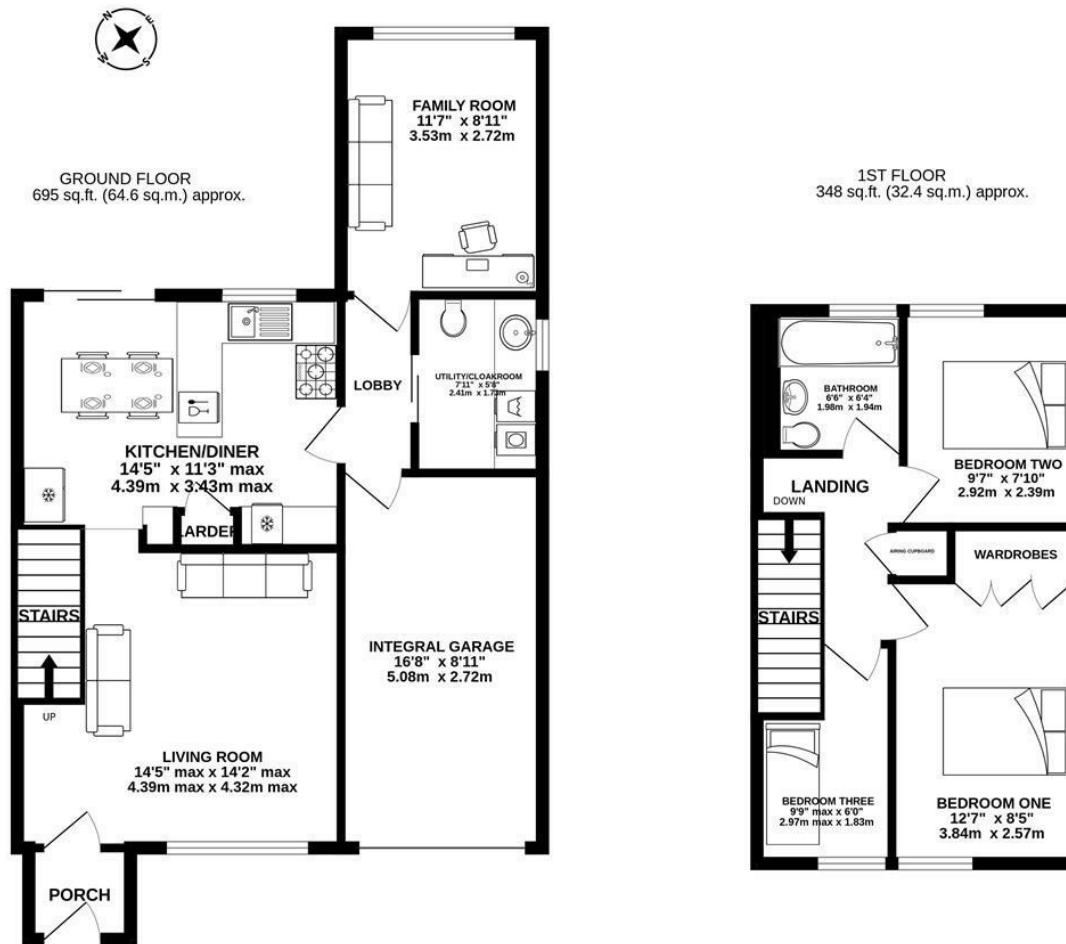 N
E
W
S
GROUND FLOOR
695 sq.ft. (64.6 sq.m.) approx.
FAMILY ROOM
11'7" x 8'11"
3.53m x 2.72m
LOBBY
UTILITY/CLOAKROOM
7'11" x 5'8"
2.41m x 1.73m
KITCHEN/DINER
14'5" x 11'3" max
4.39m x 3.43m max
LARDER
STAIRS
UP
INTEGRAL GARAGE
16'8" x 8'11"
5.08m x 2.72m
LIVING ROOM
14'5" max x 14'2" max
4.39m max x 4.32m max
PORCH
1ST FLOOR
348 sq.ft. (32.4 sq.m.) approx.
BATHROOM
6'6" x 6'4"
1.98m x 1.94m
BEDROOM TWO
9'7" x 7'10"
2.92m x 2.39m
LANDING
DOWN
AIRING CUPBOARD
WARDROBES
STAIRS
BEDROOM THREE
9'9" max x 6'0"
2.97m max x 1.83m
BEDROOM ONE
12'7" x 8'5"
3.84m x 2.57m